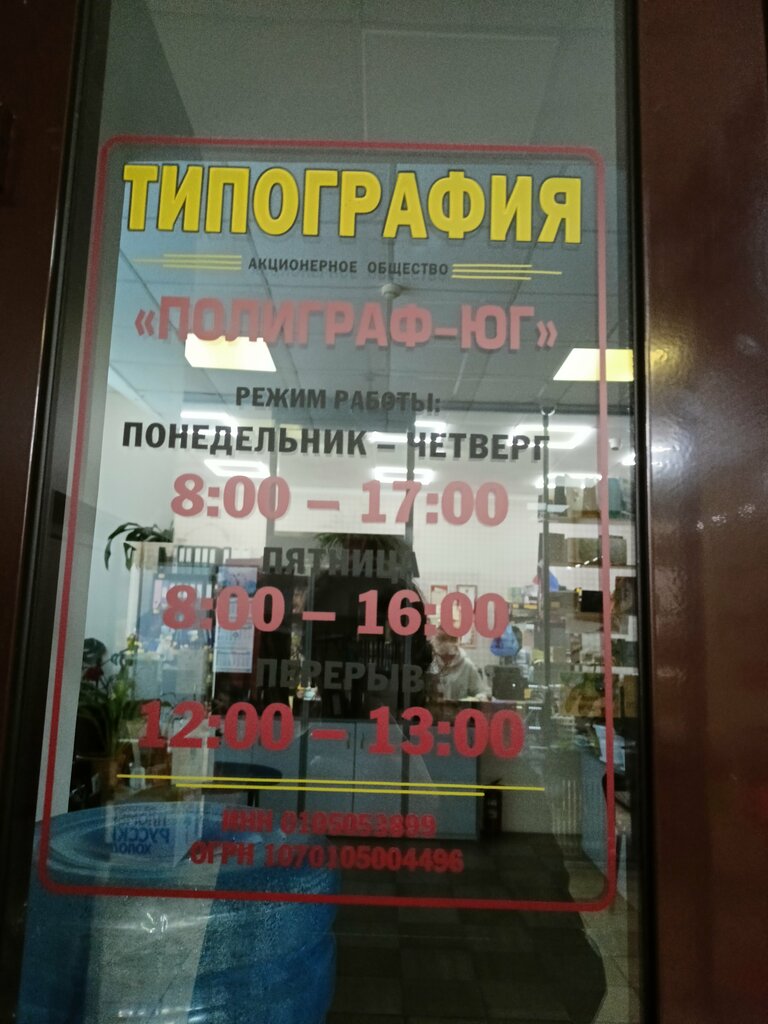 ТИПОГРАФИЯ
АКЦИОНЕРНОЕ ОБЩЕСТВО
«ПОЛИГРАФ-ЮГ»
РЕЖИМ РАБОТЫ:
ПОНЕДЕЛЬНИК – ЧЕТВЕРГ
8:00 – 17:00
ПЯТНИЦА
8:00 – 16:00
ПЕРЕРЫВ
12:00 – 13:00
ИНН 0105053899
ОГРН 1070105004496